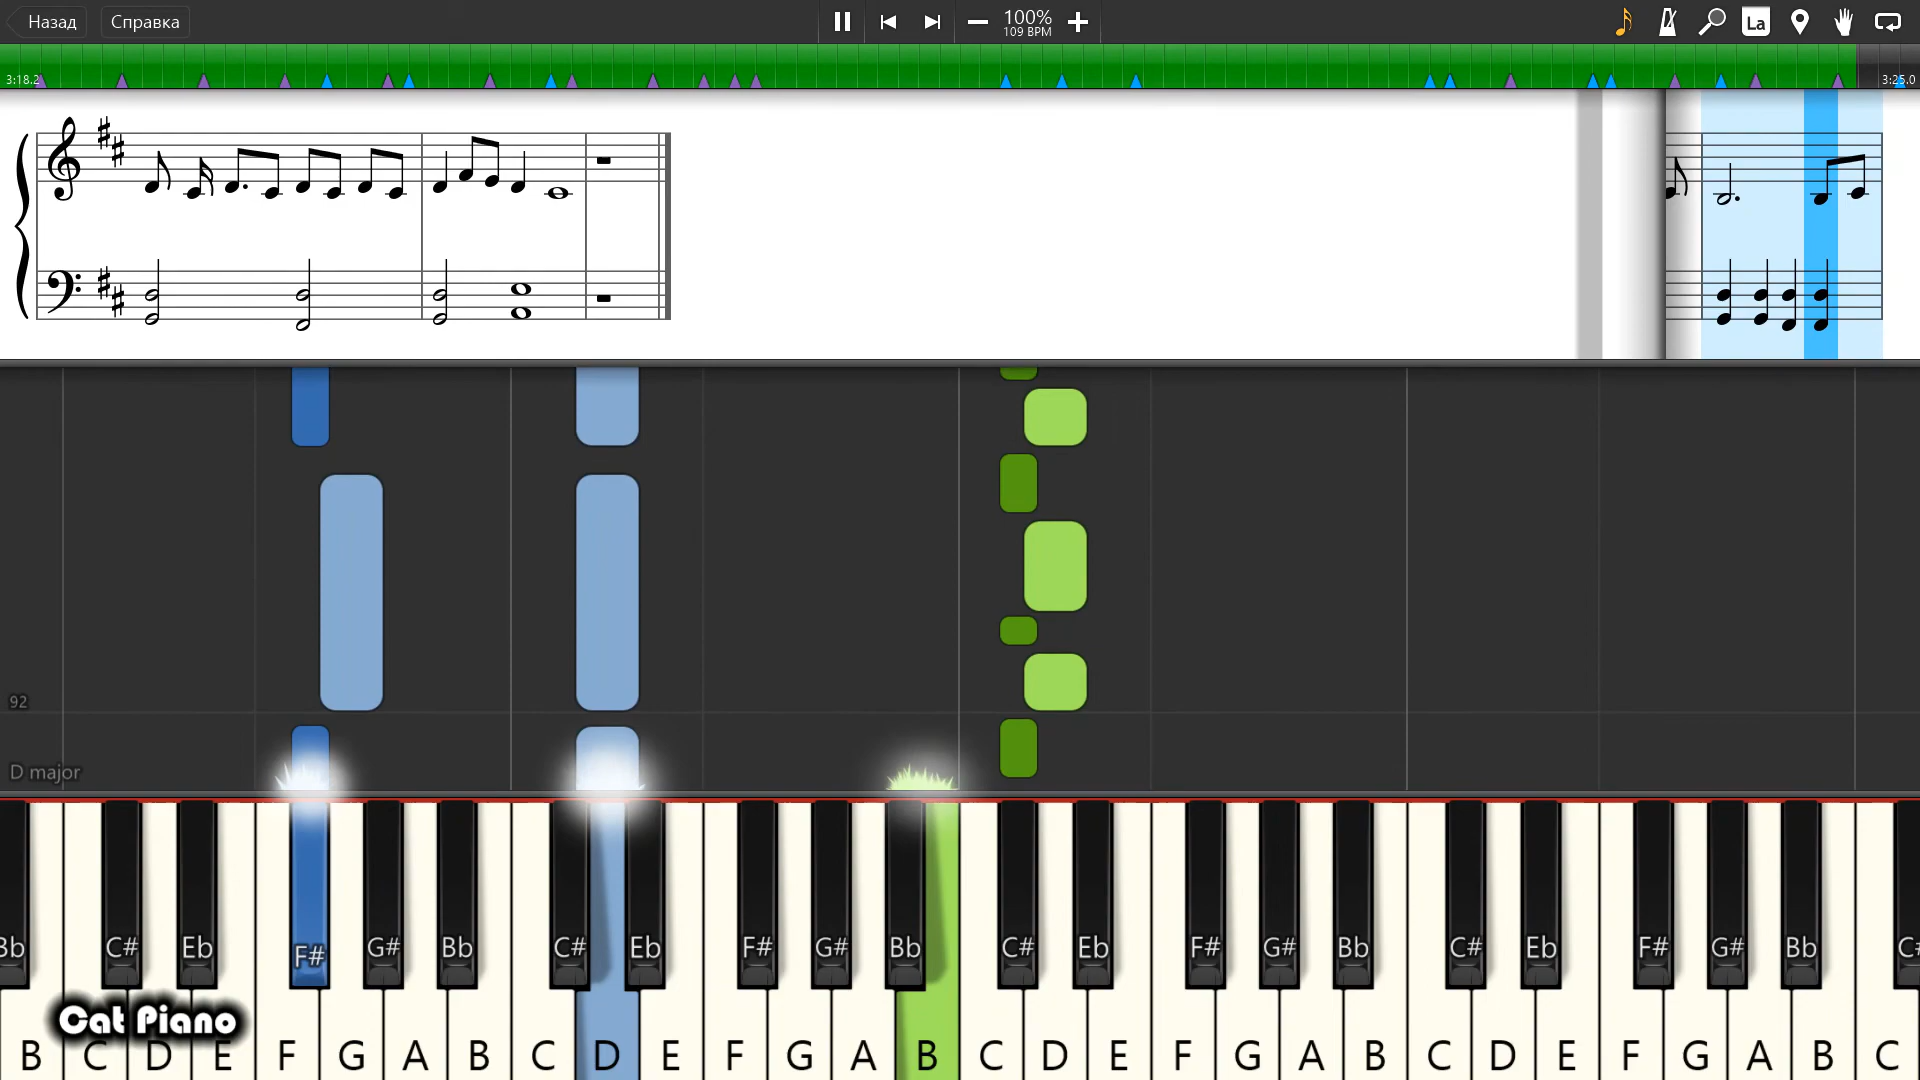 Назад Справка 100%
109 BPM
La
3:18.2 3:25.0
92
D major
Bb C# Eb F# G# Bb C# Eb F# G# Bb C# Eb F# G# Bb C# Eb F# G# Bb C#
Cat Piano
B C D E F G A B C D E F G A B C D E F G A B C D E F G A B C